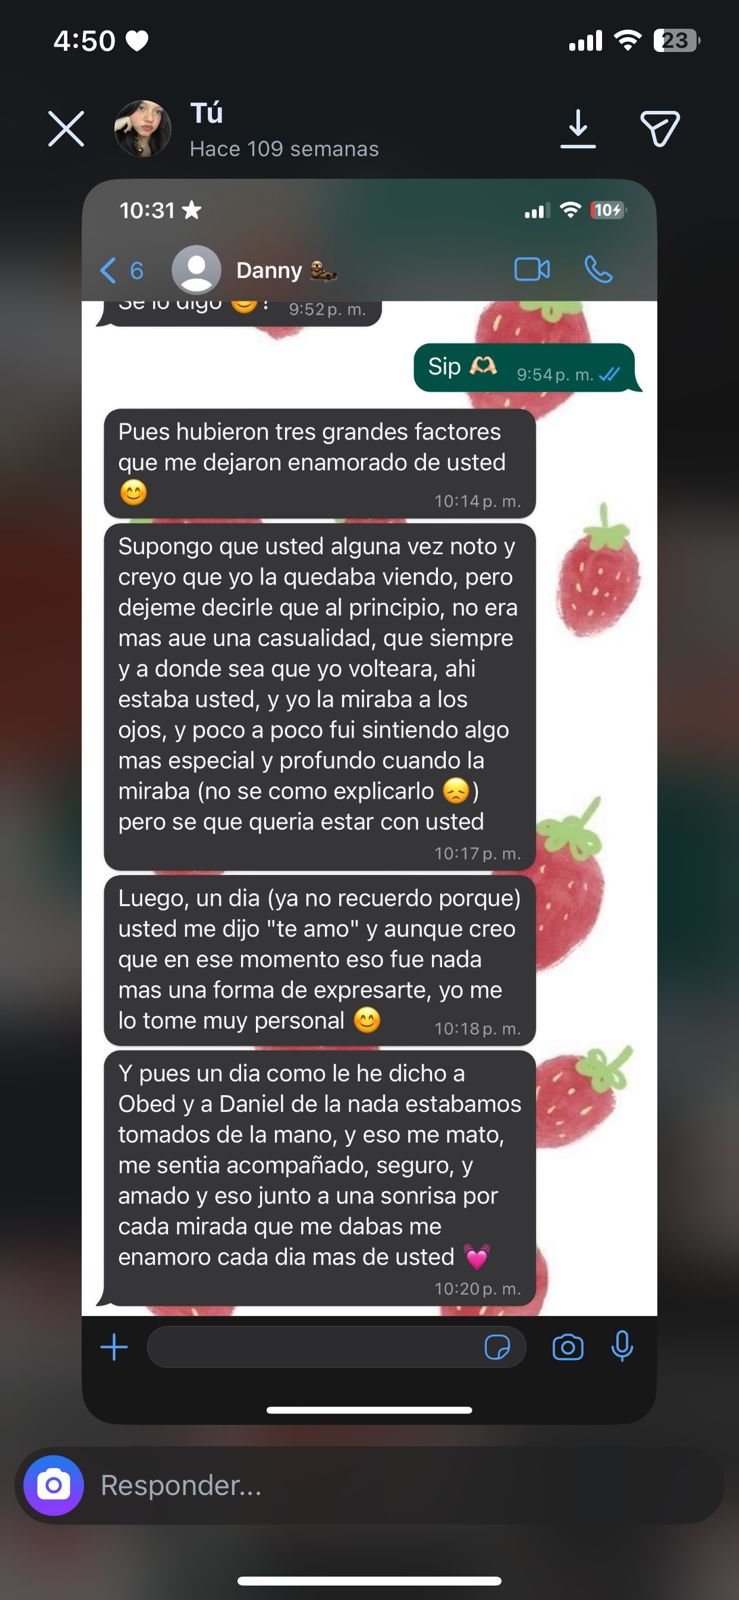 4:50
23
Tú
Hace 109 semanas
10:31
10
6
Danny 🦦
Se lo digo 😊?
9:52 p. m.
Sip 🫶🏻
9:54 p. m.
Pues hubieron tres grandes factores
que me dejaron enamorado de usted
😊
10:14 p. m.
Supongo que usted alguna vez noto y
creyo que yo la quedaba viendo, pero
dejeme decirle que al principio, no era
mas aue una casualidad, que siempre
y a donde sea que yo volteara, ahi
estaba usted, y yo la miraba a los
ojos, y poco a poco fui sintiendo algo
mas especial y profundo cuando la
miraba (no se como explicarlo 😞)
pero se que queria estar con usted
10:17 p. m.
Luego, un dia (ya no recuerdo porque)
usted me dijo "te amo" y aunque creo
que en ese momento eso fue nada
mas una forma de expresarte, yo me
lo tome muy personal 😊
10:18 p. m.
Y pues un dia como le he dicho a
Obed y a Daniel de la nada estabamos
tomados de la mano, y eso me mato,
me sentia acompañado, seguro, y
amado y eso junto a una sonrisa por
cada mirada que me dabas me
enamoro cada dia mas de usted 💓
10:20 p. m.
Responder...